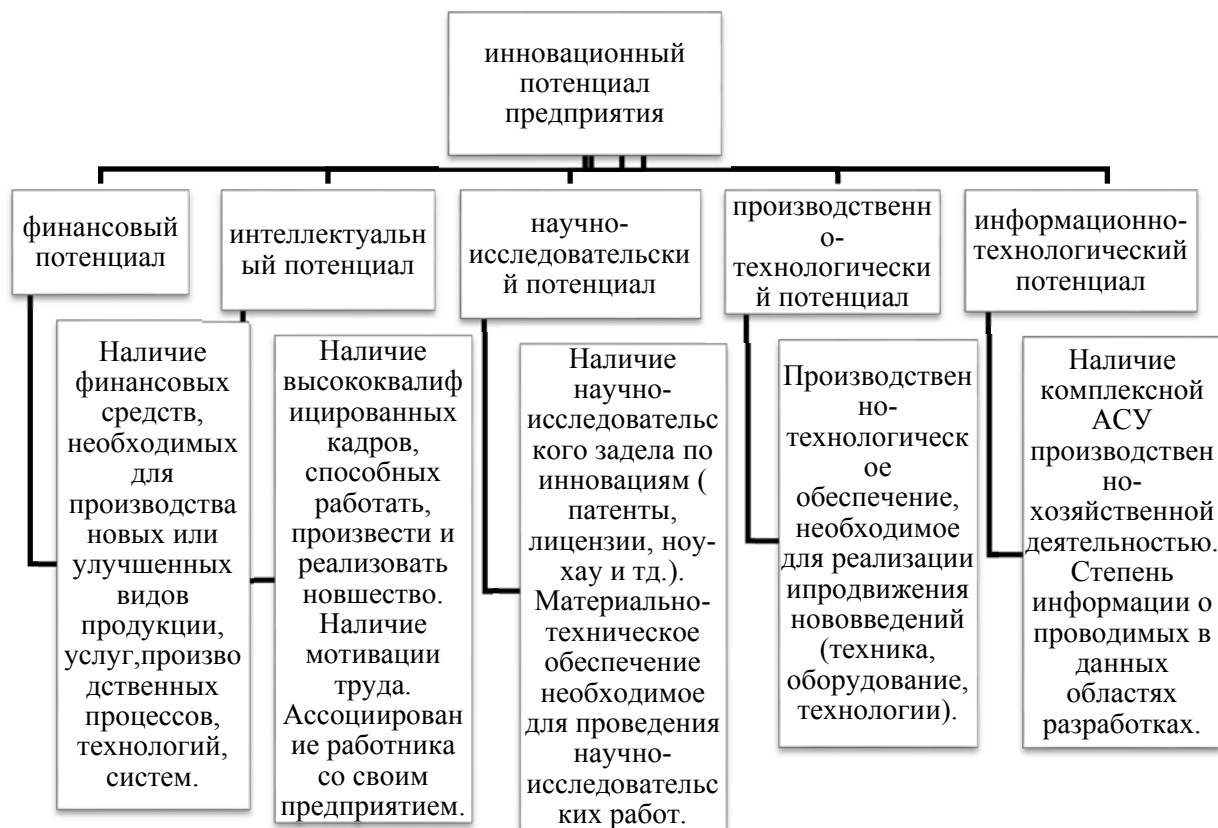 инновационный
потенциал
предприятия
финансовый
потенциал
интеллектуальн
ый потенциал
научно-
исследовательски
й потенциал
производственн
о-
технологически
й потенциал
информационно-
технологический
потенциал
Наличие
финансовых
средств,
необходимых
для
производства
новых или
улучшенных
видов
продукции,
услуг,произво
дственных
процессов,
технологий,
систем.
Наличие
высококвалиф
ицированных
кадров,
способных
работать,
произвести и
реализовать
новшество.
Наличие
мотивации
труда.
Ассоциирован
ие работника
со своим
предприятием.
Наличие
научно-
исследовательс
кого задела по
инновациям (
патенты,
лицензии, ноу-
хау и тд.).
Материально-
техническое
обеспечение
необходимое
для проведения
научно-
исследовательс
ких работ.
Производствен
но-
технологическ
ое
обеспечение,
необходимое
для реализации
ипродвижения
нововведений
(техника,
оборудование,
технологии).
Наличие
комплексной
АСУ
производствен
но-
хозяйственной
деятельностью.
Степень
информации о
проводимых в
данных
областях
разработках.